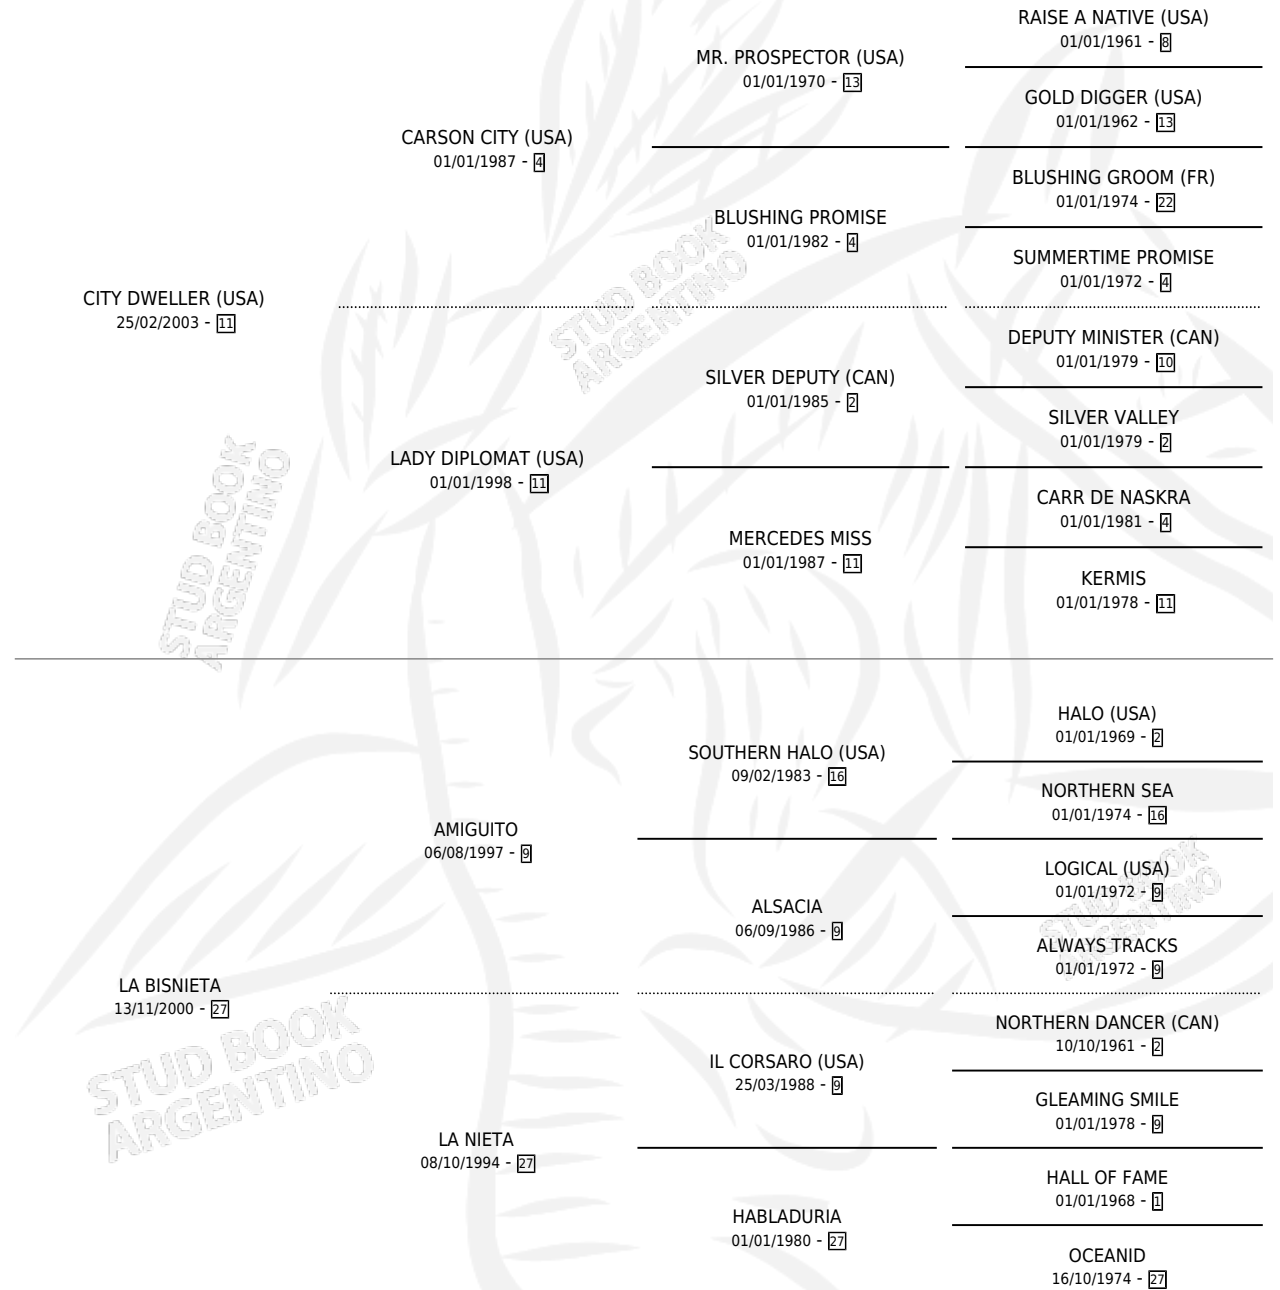 RAISE A NATIVE (USA)
01/01/1961 - 8
MR. PROSPECTOR (USA)
01/01/1970 - 13
GOLD DIGGER (USA)
01/01/1962 - 13
CARSON CITY (USA)
01/01/1987 - 4
BLUSHING GROOM (FR)
01/01/1974 - 22
BLUSHING PROMISE
01/01/1982 - 4
SUMMERTIME PROMISE
01/01/1972 - 4
CITY DWELLER (USA)
25/02/2003 - 11
STUD BOOK
ARGENTINO
DEPUTY MINISTER (CAN)
01/01/1979 - 10
SILVER DEPUTY (CAN)
01/01/1985 - 2
SILVER VALLEY
01/01/1979 - 2
LADY DIPLOMAT (USA)
01/01/1998 - 11
CARR DE NASKRA
01/01/1981 - 4
MERCEDES MISS
01/01/1987 - 11
KERMIS
01/01/1978 - 11
STUD BOOK
ARGENTINO
HALO (USA)
01/01/1969 - 2
SOUTHERN HALO (USA)
09/02/1983 - 16
NORTHERN SEA
01/01/1974 - 16
AMIGUITO
06/08/1997 - 9
LOGICAL (USA)
01/01/1972 - 9
ALSACIA
06/09/1986 - 9
STUD BOOK
ARGENTINO
ALWAYS TRACKS
01/01/1972 - 9
LA BISNIETA
13/11/2000 - 27
NORTHERN DANCER (CAN)
10/10/1961 - 2
IL CORSARO (USA)
25/03/1988 - 9
GLEAMING SMILE
01/01/1978 - 9
STUD BOOK
ARGENTINO
LA NIETA
08/10/1994 - 27
HALL OF FAME
01/01/1968 - 1
HABLADURIA
01/01/1980 - 27
OCEANID
16/10/1974 - 27